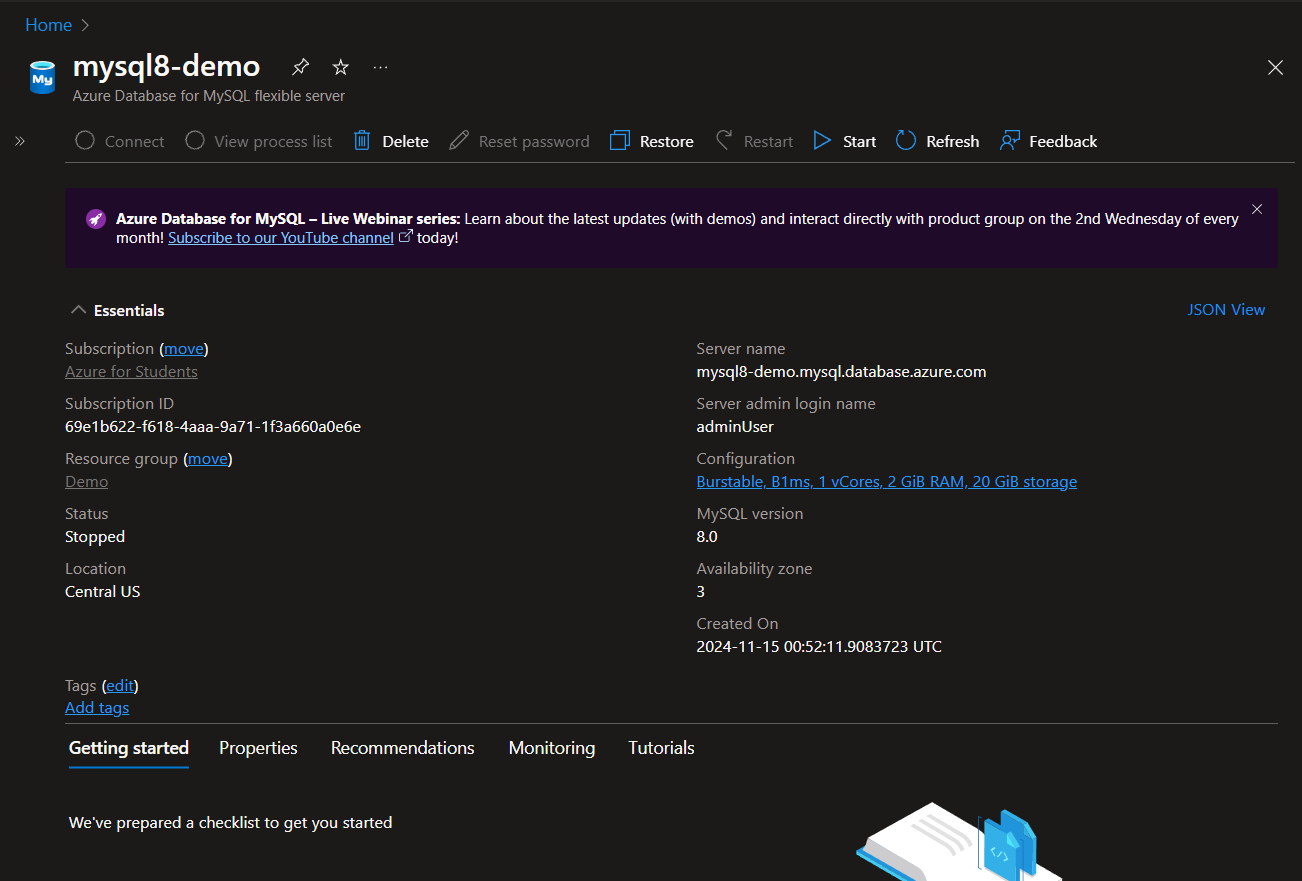 Home
mysql8-demo
My
Azure Database for MySQL flexible server
Connect View process list Delete Reset password Restore Restart Start Refresh Feedback
Azure Database for MySQL – Live Webinar series: Learn about the latest updates (with demos) and interact directly with product group on the 2nd Wednesday of every
month! Subscribe to our YouTube channel today!
Essentials
JSON View
Subscription (move)
Azure for Students
Subscription ID
69e1b622-f618-4aaa-9a71-1f3a660a0e6e
Resource group (move)
Demo
Status
Stopped
Location
Central US
Server name
mysql8-demo.mysql.database.azure.com
Server admin login name
adminUser
Configuration
Burstable, B1ms, 1 vCores, 2 GiB RAM, 20 GiB storage
MySQL version
8.0
Availability zone
3
Created On
2024-11-15 00:52:11.9083723 UTC
Tags (edit)
Add tags
Getting started Properties Recommendations Monitoring Tutorials
We've prepared a checklist to get you started